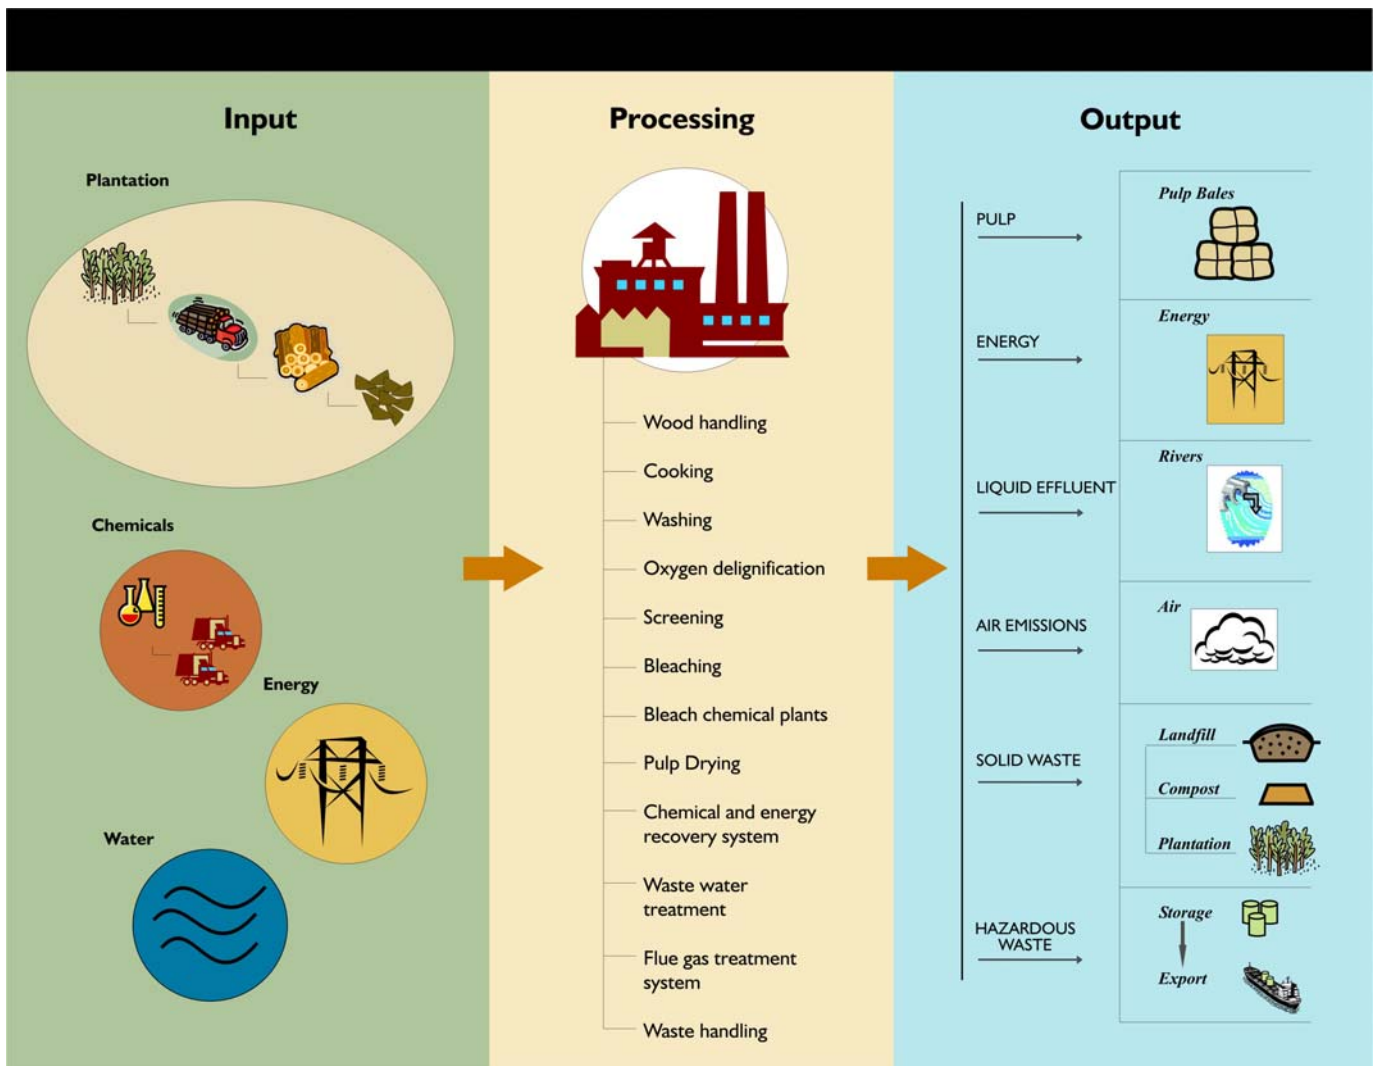 Input
Plantation
Chemicals
Energy
Water
Processing
Wood handling
Cooking
Washing
Oxygen delignification
Screening
Bleaching
Bleach chemical plants
Pulp Drying
Chemical and energy
recovery system
Waste water
treatment
Flue gas treatment
system
Waste handling
Output
PULP
Pulp Bales
ENERGY
Energy
LIQUID EFFLUENT
Rivers
AIR EMISSIONS
Air
SOLID WASTE
Landfill
Compost
Plantation
HAZARDOUS
WASTE
Storage
Export